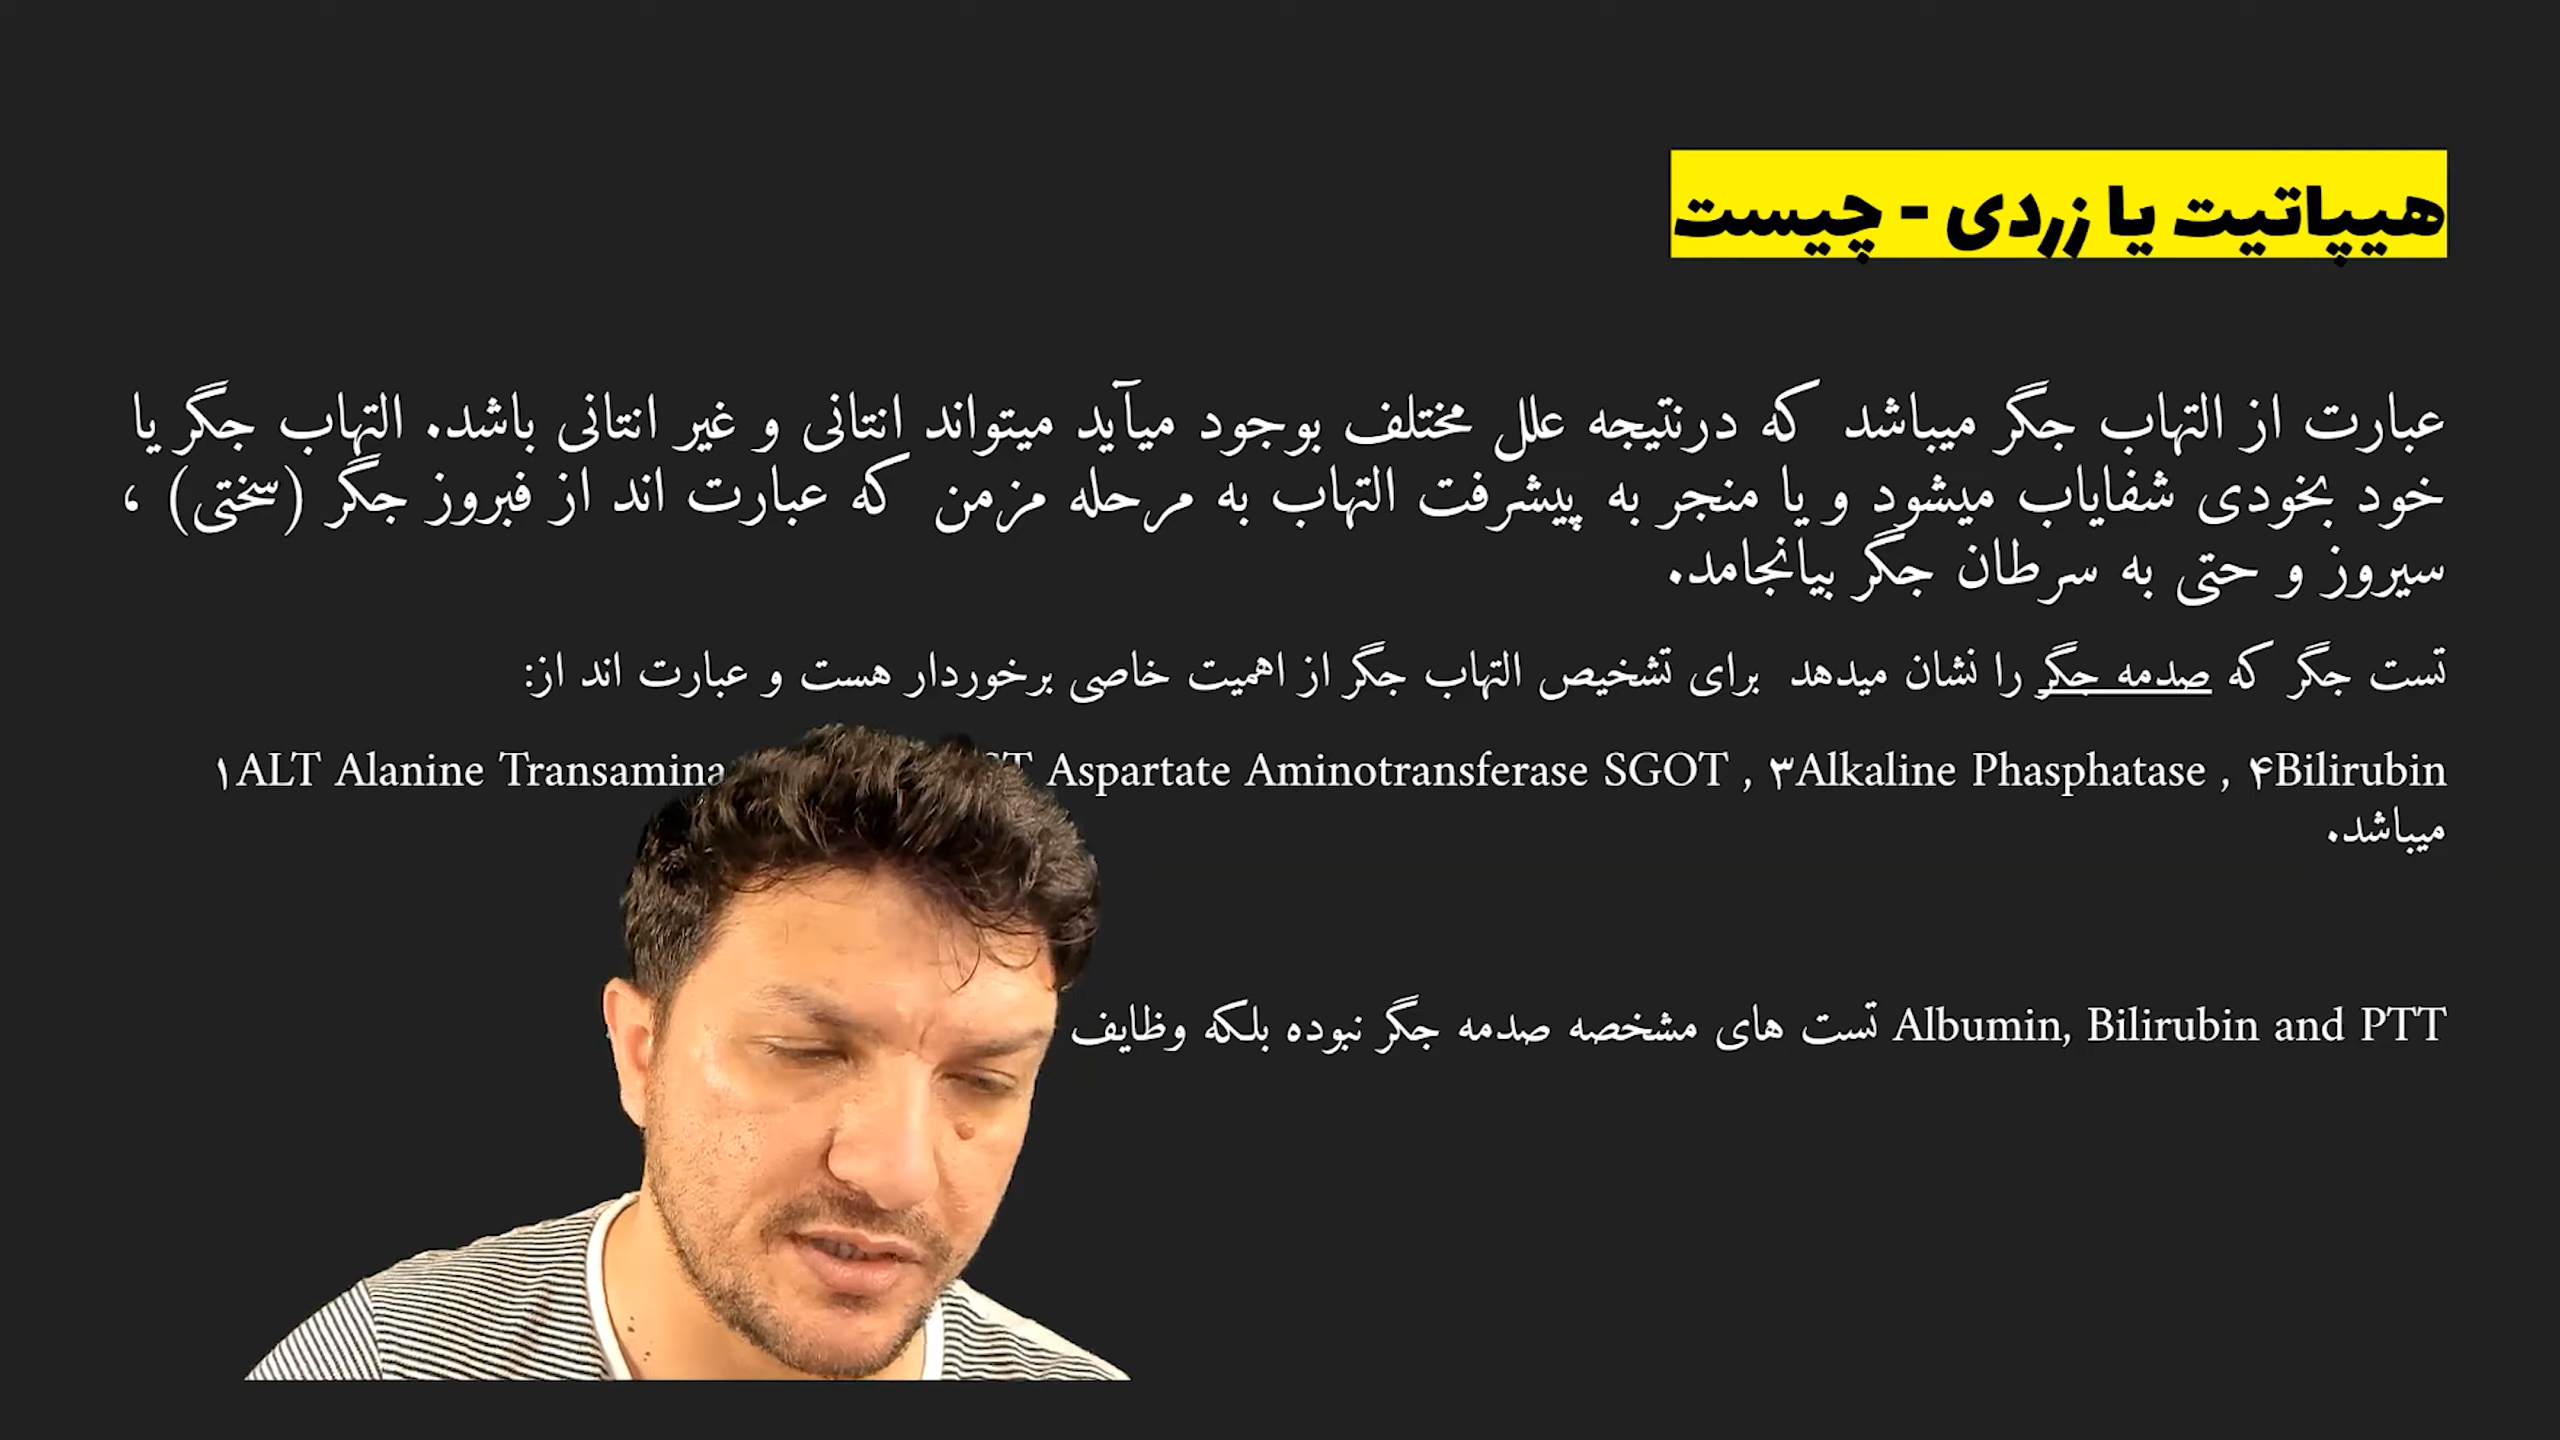 هیپاتیت یا زردی - چیست
عبارت از التهاب جگر میباشد که درنتیجه علل مختلف بوجود میآید میتواند انتانی و غیر انتانی باشد. التهاب جگر یا
خود بخودی شفایاب میشود و یا منجر به پیشرفت التهاب به مرحله مزمن که عبارت اند از فبروز جگر (سختی) ،
سیروز و حتی به سرطان جگر بیانجامد.
تست جگر که صدمه جگر را نشان میدهد برای تشخیص التهاب جگر از اهمیت خاصی برخوردار هست و عبارت اند از:
۱ALT Alanine Aspartate Aminotransferase SGOT , ۳Alkaline Phasphatase , ۴Bilirubin
میباشد.
Albumin, Bilirubin and PTT تست های مشخصه صدمه جگر نبوده بلکه وظایف